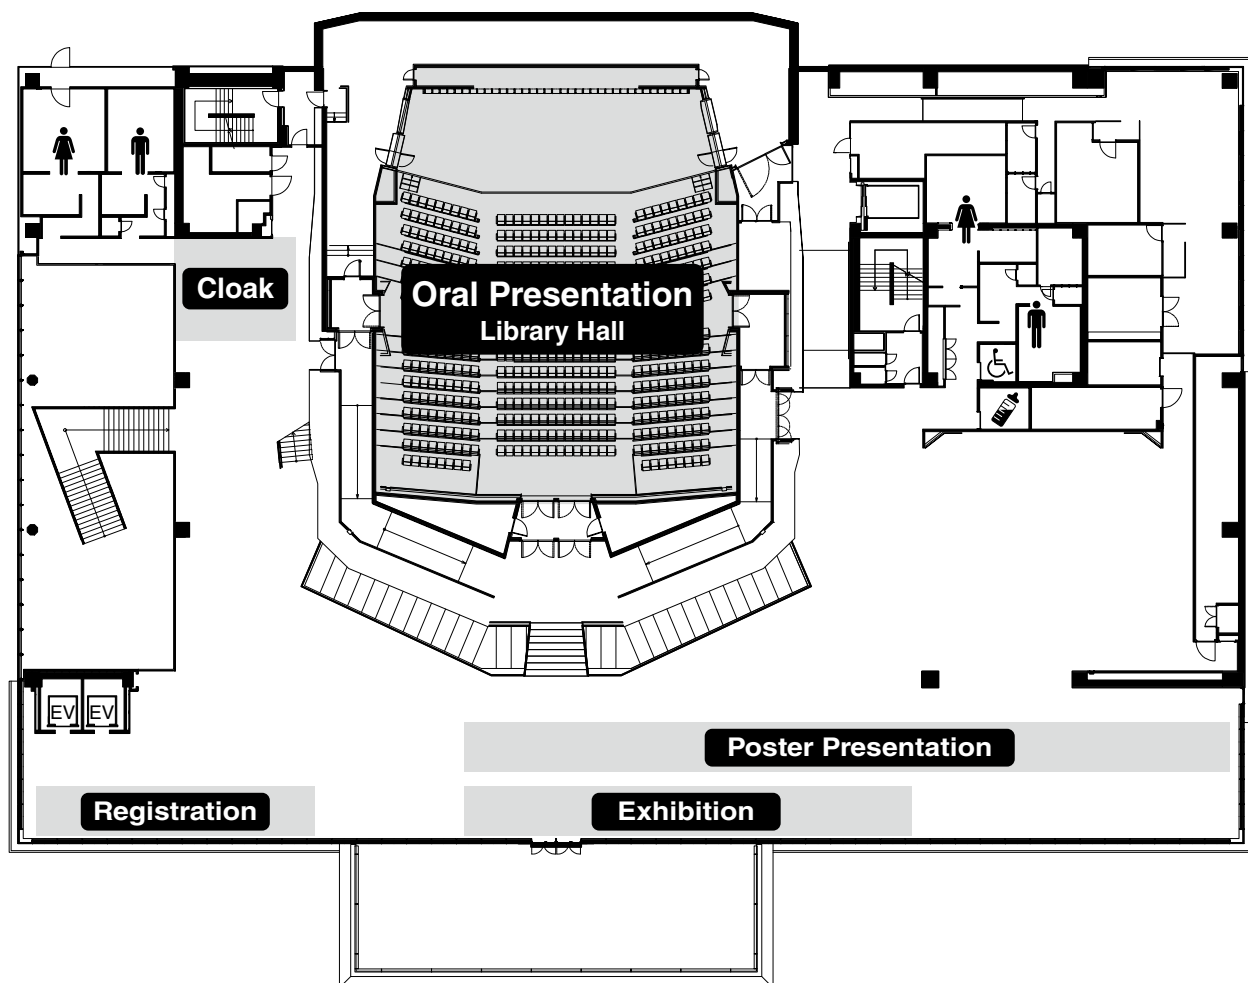 Cloak
Oral Presentation
Library Hall
EV
EV
Poster Presentation
Registration
Exhibition